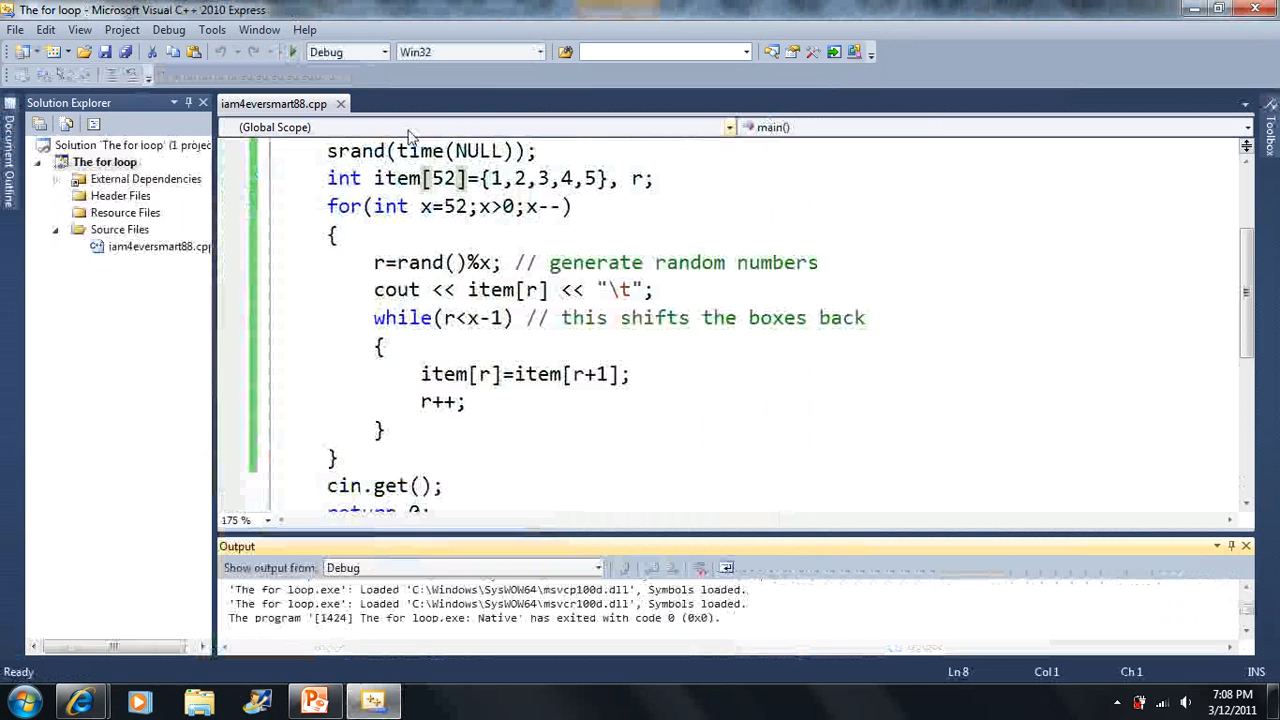 The for loop - Microsoft Visual C++ 2010 Express
File Edit View Project Debug Tools Window Help
Debug Win32
Solution Explorer
iam4eversmart88.cpp
(Global Scope) main()
Document Outline
Toolbox
Solution 'The for loop' (1 projec
The for loop
External Dependencies
Header Files
Resource Files
Source Files
iam4eversmart88.cpp
srand(time(NULL));
int item[52]={1,2,3,4,5}, r;
for(int x=52;x>0;x--)
{
r=rand()%x; // generate random numbers
cout << item[r] << "\t";
while(r<x-1) // this shifts the boxes back
{
item[r]=item[r+1];
r++;
}
}
cin.get();
return 0;
175 %
Output
Show output from: Debug
'The for loop.exe': Loaded 'C:\Windows\SysWOW64\msvcp100d.dll', Symbols loaded.
'The for loop.exe': Loaded 'C:\Windows\SysWOW64\msvcr100d.dll', Symbols loaded.
The program '[1424] The for loop.exe: Native' has exited with code 0 (0x0).
Ready Ln 8 Col 1 Ch 1 INS
7:08 PM
3/12/2011